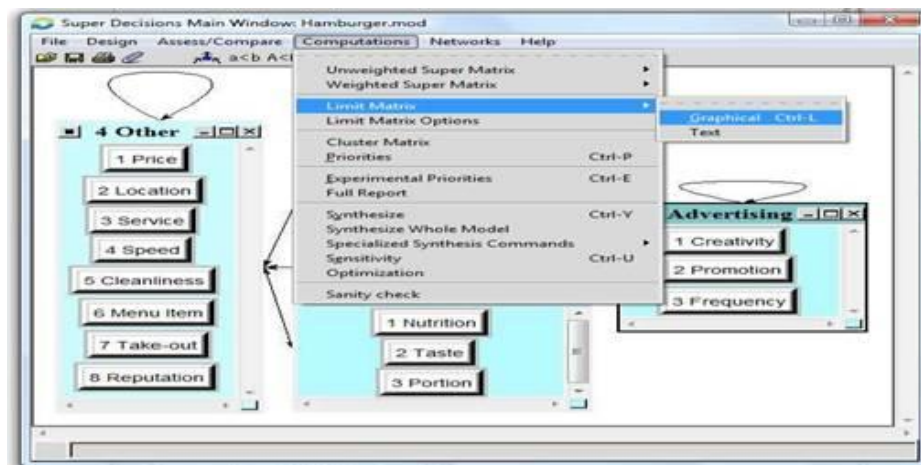 Super Decisions Main Window: Hamburger.mod
File Design Assess/Compare Computations Networks Help
a<b A<
Unweighted Super Matrix
Weighted Super Matrix
Limit Matrix
Graphical Ctrl-L
Text
Limit Matrix Options
Cluster Matrix
Priorities Ctrl-P
Experimental Priorities Ctrl-E
Full Report
Synthesize Ctrl-Y
Synthesize Whole Model
Specialized Synthesis Commands
Sensitivity Ctrl-U
Optimization
Sanity check
4 Other
1 Price
2 Location
3 Service
4 Speed
5 Cleanliness
6 Menu Item
7 Take-out
8 Reputation
1 Nutrition
2 Taste
3 Portion
Advertising
1 Creativity
2 Promotion
3 Frequency